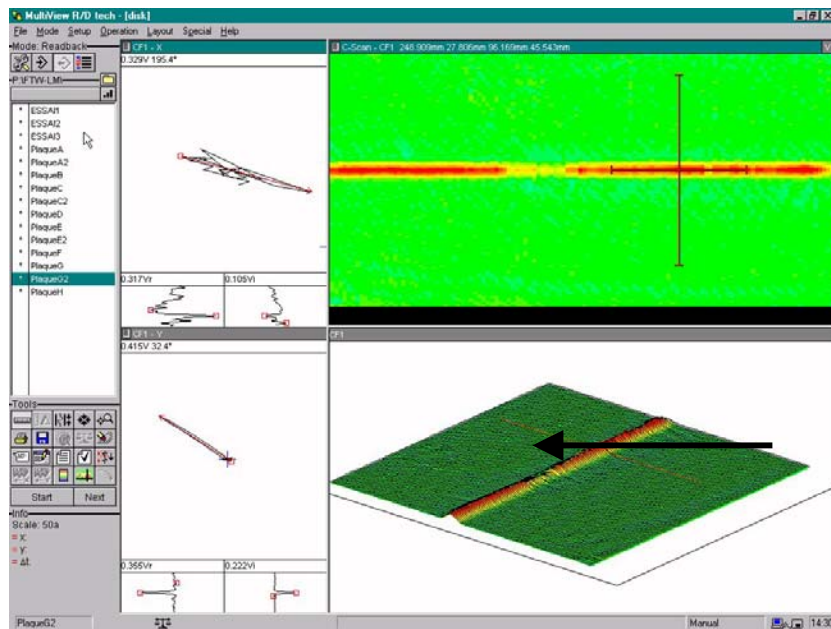 MultiView R/D tech - [disk]
File Mode Setup Operation Layout Special Help
Mode: Readback
P:\FTW-LM\
ESSAI1
ESSAI2
ESSAI3
PlaqueA
PlaqueA2
PlaqueB
PlaqueC
PlaqueC2
PlaqueD
PlaqueE
PlaqueE2
PlaqueF
PlaqueG
PlaqueG2
PlaqueH
Tools
Start Next
Info
Scale: 50a
= x:
= y:
= Δt:
CF1 - X
0.329V 195.4°
0.317Vr 0.105Vi
CF1 - Y
0.415V 32.4°
0.355Vr 0.222Vi
C-Scan - CF1 248.909mm 27.806mm 96.169mm 45.543mm
CF1
PlaqueG2 Manual 14:30